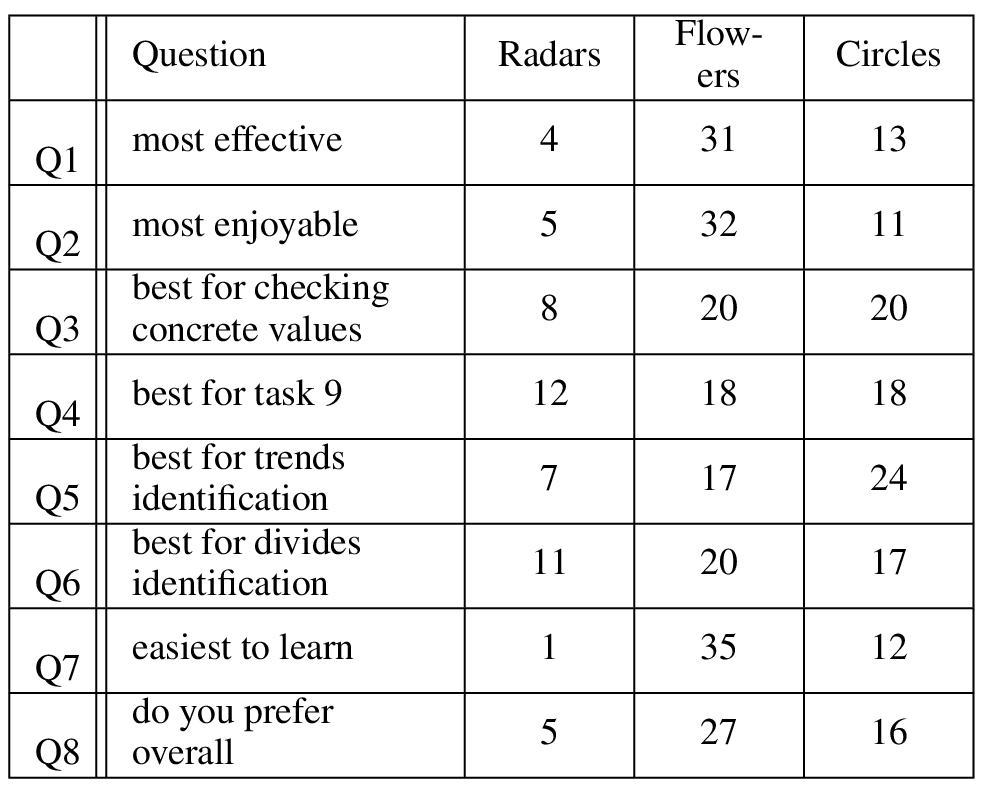 Question Radars Flow-
ers Circles
Q1 most effective 4 31 13
Q2 most enjoyable 5 32 11
Q3 best for checking
concrete values 8 20 20
Q4 best for task 9 12 18 18
Q5 best for trends
identification 7 17 24
Q6 best for divides
identification 11 20 17
Q7 easiest to learn 1 35 12
Q8 do you prefer
overall 5 27 16